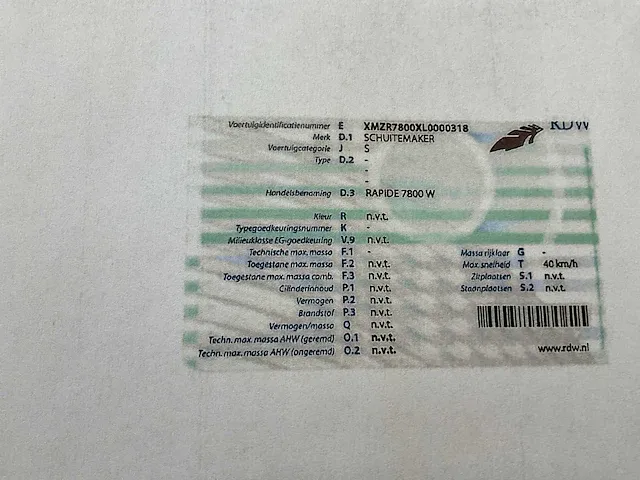 Voertuigidentificatienummer E XMZR7800XL0000318 RDW
Merk D.1 SCHUITEMAKER
Voertuigcategorie J S
Type D.2 -
-
-
Handelsbenaming D.3 RAPIDE 7800 W
Kleur R n.v.t.
Typegoedkeuringsnummer K -
Milieuklasse EG-goedkeuring V.9 n.v.t.
Technische max. massa F.1 - Massa rijklaar G -
Toegestane max. massa F.2 n.v.t. Max. snelheid T 40 km/h
Toegestane max. massa comb. F.3 n.v.t. Zitplaatsen S.1 n.v.t.
Cilinderinhoud P.1 n.v.t. Staanplaatsen S.2 n.v.t.
Vermogen P.2 n.v.t.
Brandstof P.3 n.v.t.
Vermogen/massa Q n.v.t.
Techn. max. massa AHW (geremd) O.1 n.v.t.
Techn. max. massa AHW (ongeremd) O.2 n.v.t. www.rdw.nl